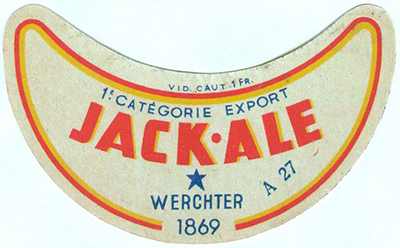 VID. CAUT. 1 FR.
1E CATÉGORIE EXPORT
JACK·ALE
A 27
WERCHTER
1869